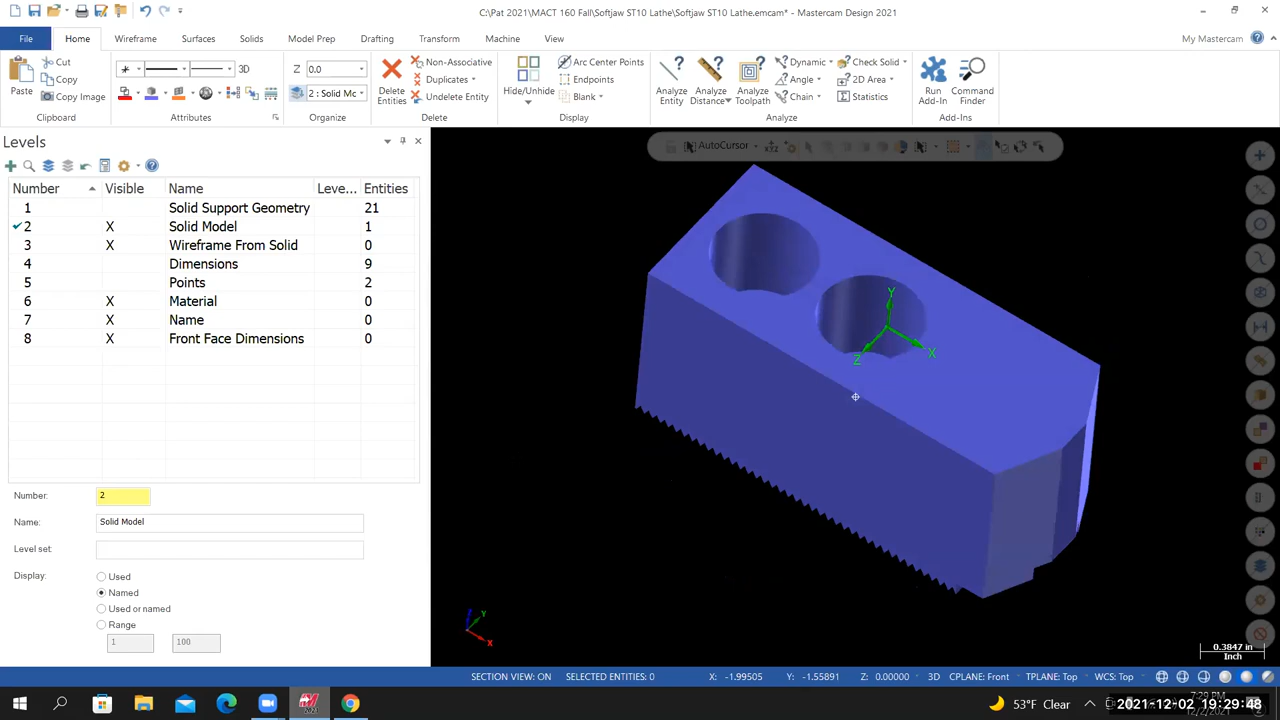 C:\Pat 2021\MACT 160 Fall\Softjaw ST10 Lathe\Softjaw ST10 Lathe.emcam* - Mastercam Design 2021
File Home Wireframe Surfaces Solids Model Prep Drafting Transform Machine View My Mastercam
Paste Cut Copy Copy Image
Clipboard
3D
Attributes
Z 0.0
2 : Solid Mc
Organize
Delete Entities Non-Associative Duplicates Undelete Entity
Delete
Hide/Unhide Arc Center Points Endpoints Blank
Display
Analyze Entity Analyze Distance Analyze Toolpath Dynamic Angle Chain Check Solid 2D Area Statistics
Analyze
Run Add-In Command Finder
Add-Ins
Levels
AutoCursor
XYZ
Number Visible Name Leve... Entities
1 Solid Support Geometry 21
2 X Solid Model 1
3 X Wireframe From Solid 0
4 Dimensions 9
5 Points 2
6 X Material 0
7 X Name 0
8 X Front Face Dimensions 0
Y
X
Z
Number: 2
Name: Solid Model
Level set:
Display: Used
Named
Used or named
Range
1 100
Y
X
0.3847 in
Inch
SECTION VIEW: ON SELECTED ENTITIES: 0 X: -1.99505 Y: -1.55891 Z: 0.00000 3D CPLANE: Front TPLANE: Top WCS: Top
53°F Clear
7:29 PM
2021-12-02 19:29:48
12/2/2021